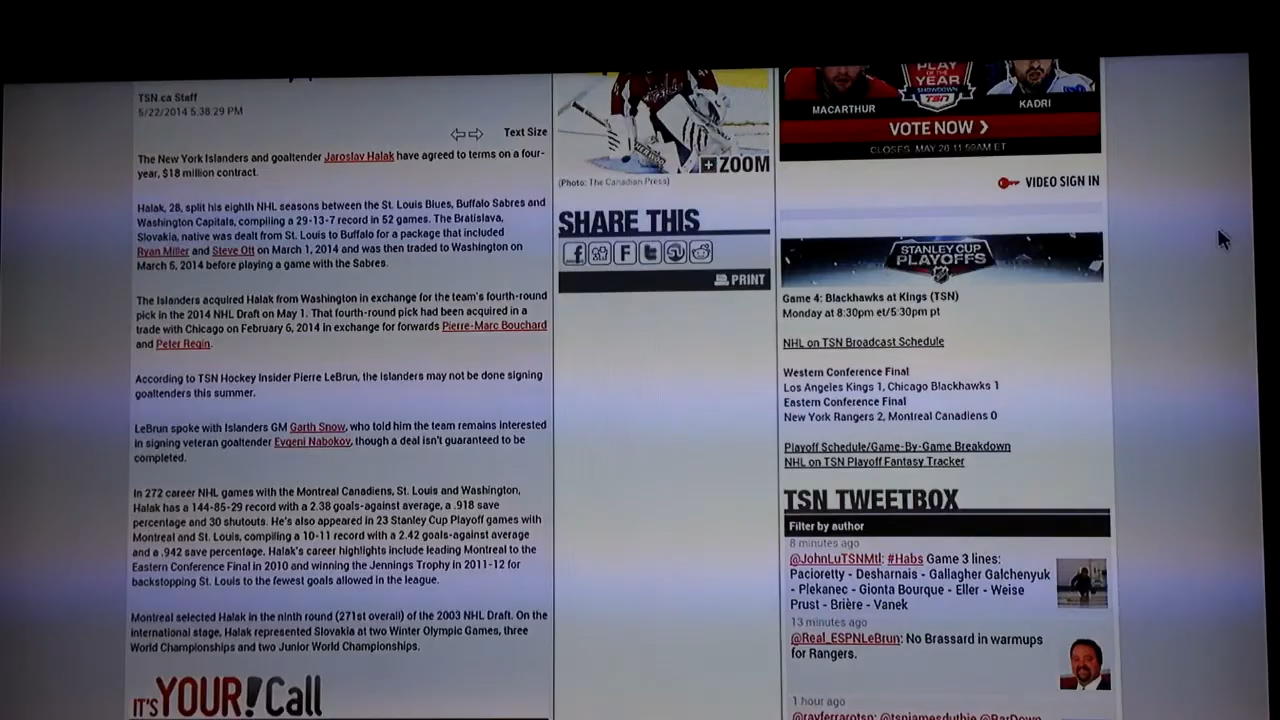 TSN.ca Staff
5/22/2014 5:38:29 PM
Text Size
The New York Islanders and goaltender Jaroslav Halak have agreed to terms on a four-
year, $18 million contract.
Halak, 28, split his eighth NHL seasons between the St. Louis Blues, Buffalo Sabres and
Washington Capitals, compiling a 29-13-7 record in 52 games. The Bratislava,
Slovakia, native was dealt from St. Louis to Buffalo for a package that included
Ryan Miller and Steve Ott on March 1, 2014 and was then traded to Washington on
March 5, 2014 before playing a game with the Sabres.
The Islanders acquired Halak from Washington in exchange for the team's fourth-round
pick in the 2014 NHL Draft on May 1. That fourth-round pick had been acquired in a
trade with Chicago on February 6, 2014 in exchange for forwards Pierre-Marc Bouchard
and Peter Regin.
According to TSN Hockey Insider Pierre LeBrun, the Islanders may not be done signing
goaltenders this summer.
LeBrun spoke with Islanders GM Garth Snow, who told him the team remains interested
in signing veteran goaltender Evgeni Nabokov, though a deal isn't guaranteed to be
completed.
In 272 career NHL games with the Montreal Canadiens, St. Louis and Washington,
Halak has a 144-85-29 record with a 2.38 goals-against average, a .918 save
percentage and 30 shutouts. He's also appeared in 23 Stanley Cup Playoff games with
Montreal and St. Louis, compiling a 10-11 record with a 2.42 goals-against average
and a .942 save percentage. Halak's career highlights include leading Montreal to the
Eastern Conference Final in 2010 and winning the Jennings Trophy in 2011-12 for
backstopping St. Louis to the fewest goals allowed in the league.
Montreal selected Halak in the ninth round (271st overall) of the 2003 NHL Draft. On the
international stage, Halak represented Slovakia at two Winter Olympic Games, three
World Championships and two Junior World Championships.
IT'S YOUR! Call
+ZOOM
(Photo: The Canadian Press)
SHARE THIS
PRINT
PLAY
OF THE
YEAR
SHOWDOWN
TSN
MACARTHUR
KADRI
VOTE NOW ❯
CLOSES: MAY 26 11:59AM ET
VIDEO SIGN IN
STANLEY CUP
PLAYOFFS
Game 4: Blackhawks at Kings (TSN)
Monday at 8:30pm et/5:30pm pt
NHL on TSN Broadcast Schedule
Western Conference Final
Los Angeles Kings 1, Chicago Blackhawks 1
Eastern Conference Final
New York Rangers 2, Montreal Canadiens 0
Playoff Schedule/Game-By-Game Breakdown
NHL on TSN Playoff Fantasy Tracker
TSN TWEETBOX
Filter by author
8 minutes ago
@JohnLuTSNMtl: #Habs Game 3 lines:
Pacioretty - Desharnais - Gallagher Galchenyuk
- Plekanec - Gionta Bourque - Eller - Weise
Prust - Brière - Vanek
13 minutes ago
@Real_ESPNLeBrun: No Brassard in warmups
for Rangers.
1 hour ago
@rayferrarotsn: @tsnjamesduthie @BarDown